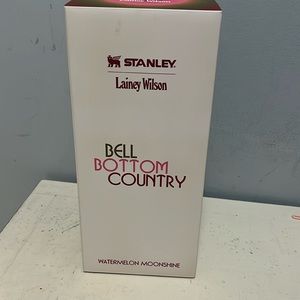 STANLEY
Lainey Wilson
BELL
BOTTOM
COUNTRY
WATERMELON MOONSHINE